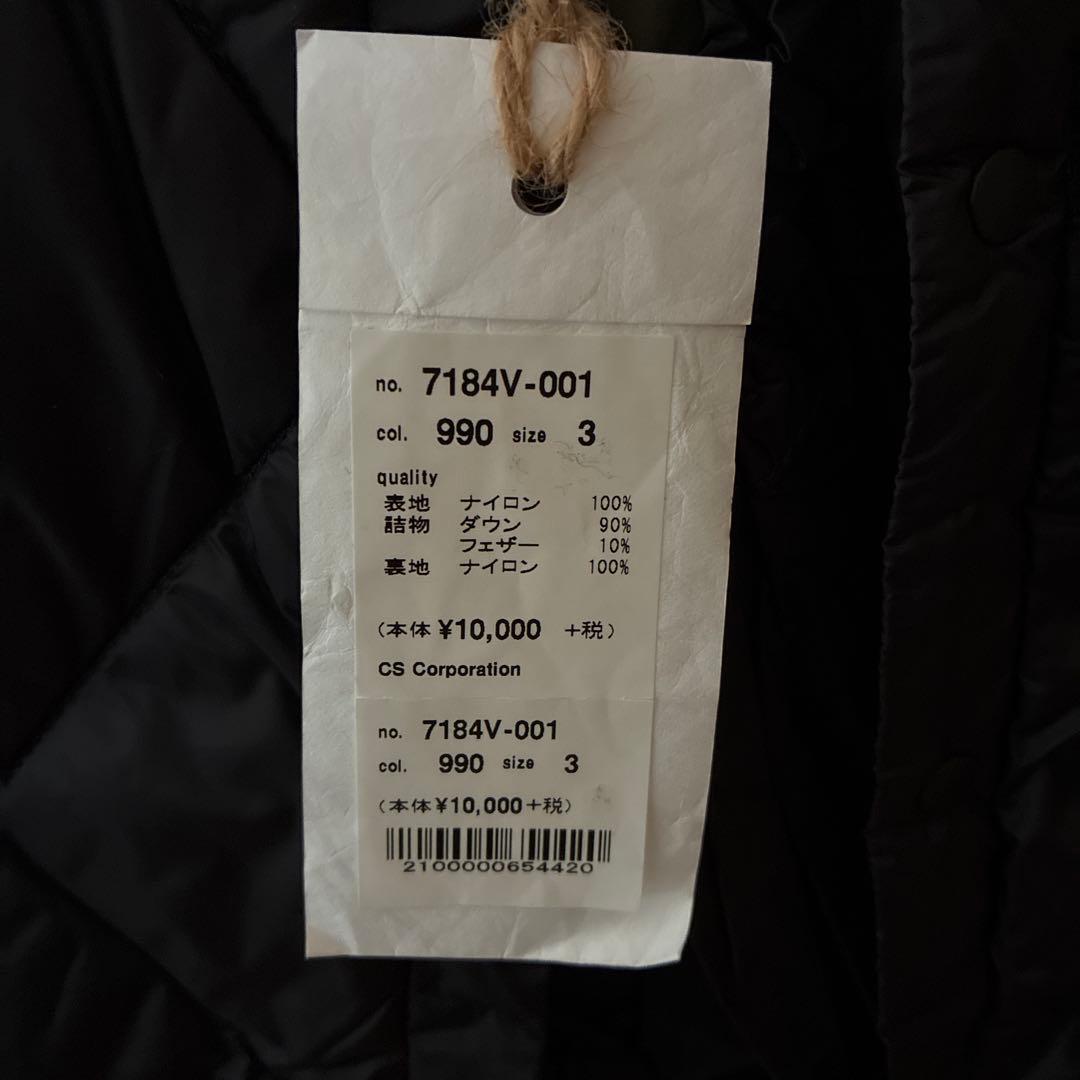 no. 7184V-001
col. 990 size 3
quality
表地 ナイロン 100%
詰物 ダウン 90%
フェザー 10%
裏地 ナイロン 100%
(本体 ¥10,000 +税)
CS Corporation
no. 7184V-001
col. 990 size 3
(本体¥10,000+税)
2100000654420